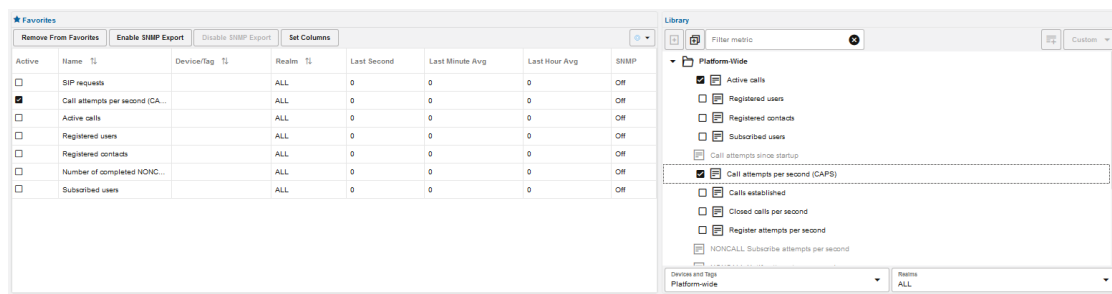 Favorites
Remove From Favorites Enable SNMP Export Disable SNMP Export Set Columns
Active Name Device/Tag Realm Last Second Last Minute Avg Last Hour Avg SNMP
SIP requests ALL 0 0 0 Off
Call attempts per second (CA... ALL 0 0 0 Off
Active calls ALL 0 0 0 Off
Registered users ALL 0 0 0 Off
Registered contacts ALL 0 0 0 Off
Number of completed NONC... ALL 0 0 0 Off
Subscribed users ALL 0 0 0 Off
Library
Filter metric Custom
Platform-Wide
Active calls
Registered users
Registered contacts
Subscribed users
Call attempts since startup
Call attempts per second (CAPS)
Calls established
Closed calls per second
Register attempts per second
NONCALL Subscribe attempts per second
Devices and Tags Realms
Platform-wide ALL